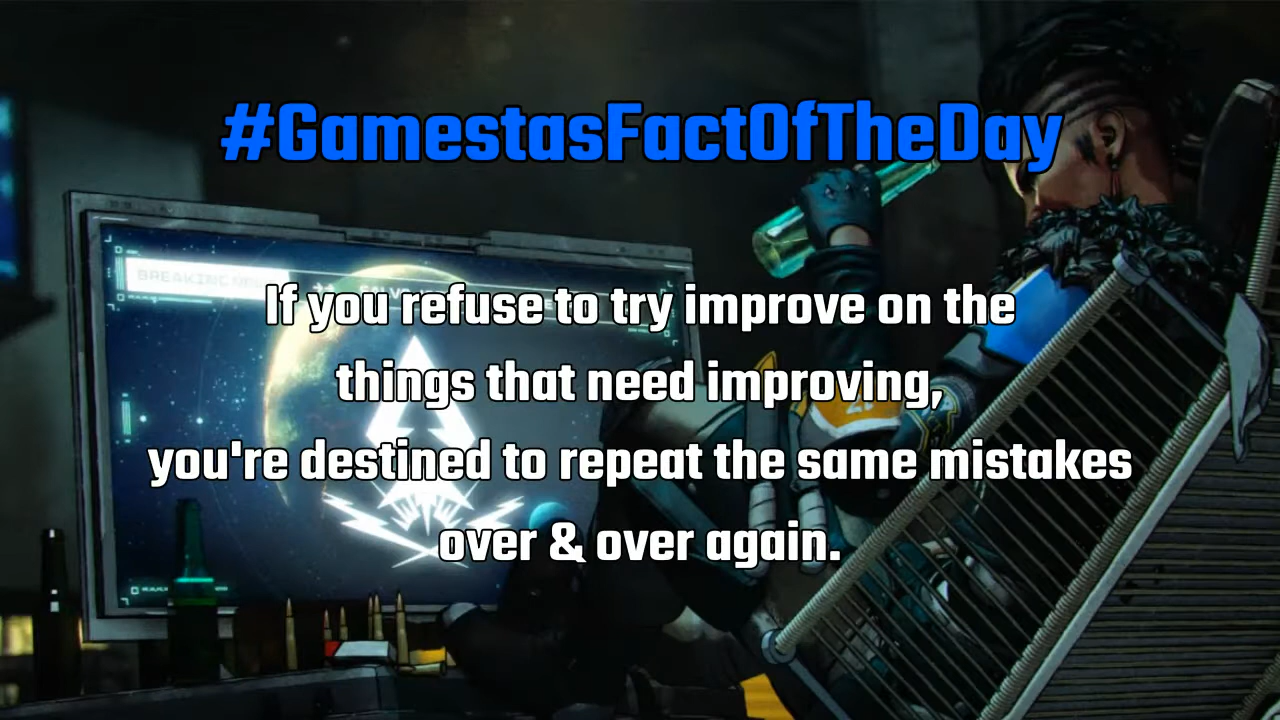 #GamestasFactOfTheDay
BREAKING
If you refuse to try improve on the
things that need improving,
you're destined to repeat the same mistakes
over & over again.